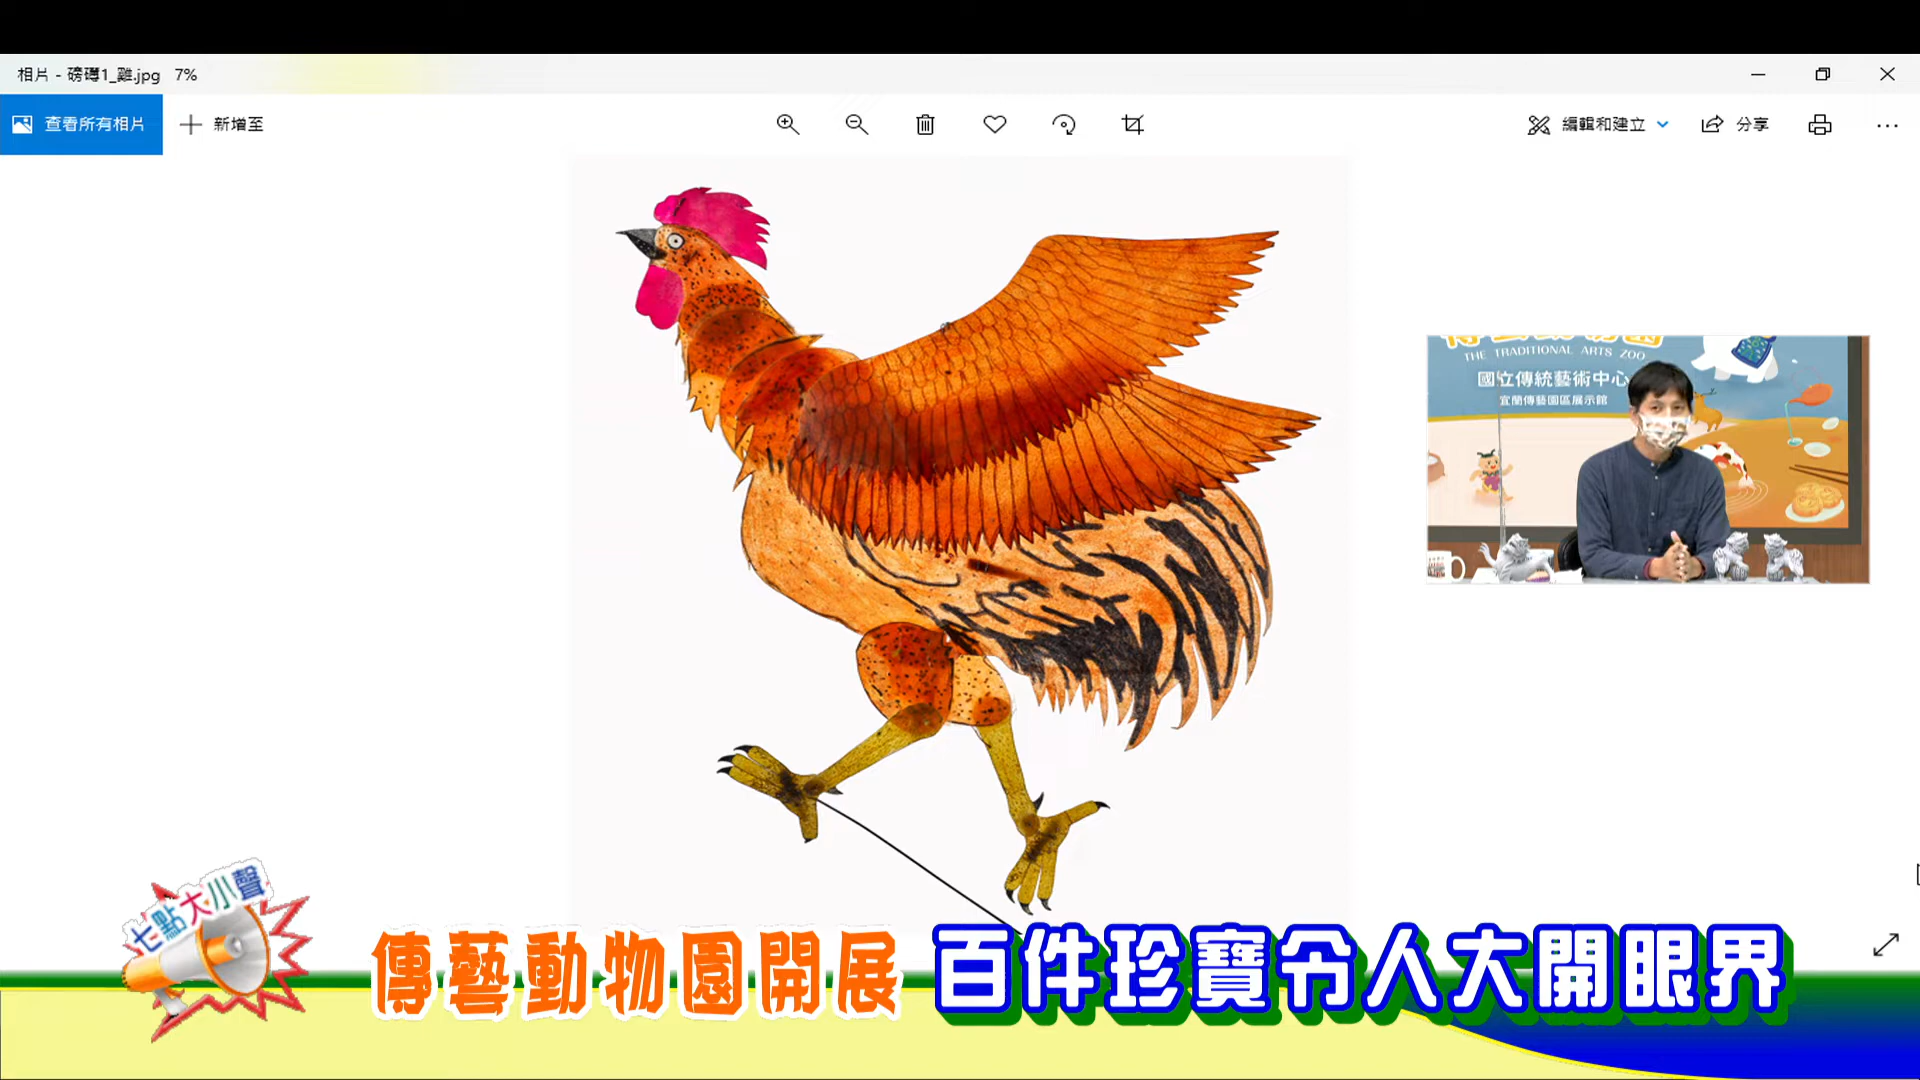 相片 - 磅礡1_雞.jpg 7%
查看所有相片
新增至
編輯和建立
分享
THE TRADITIONAL ARTS ZOO
國立傳統藝術中心
宜蘭傳藝園區展示館
七點大小聲
傳藝動物園開展 百件珍寶令人大開眼界